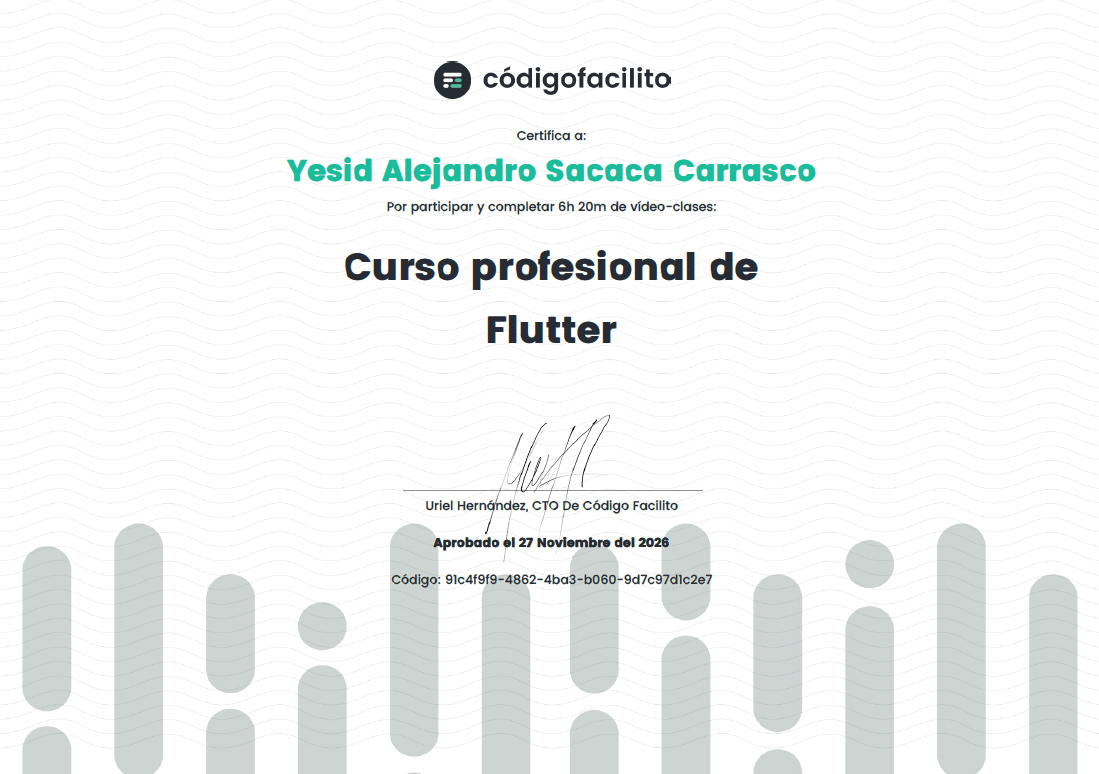 códigofacilito
Certifica a:
Yesid Alejandro Sacaca Carrasco
Por participar y completar 6h 20m de vídeo-clases:
Curso profesional de
Flutter
Uriel Hernández, CTO De Código Facilito
Aprobado el 27 Noviembre del 2026
Código: 91c4f9f9-4862-4ba3-b060-9d7c97d1c2e7